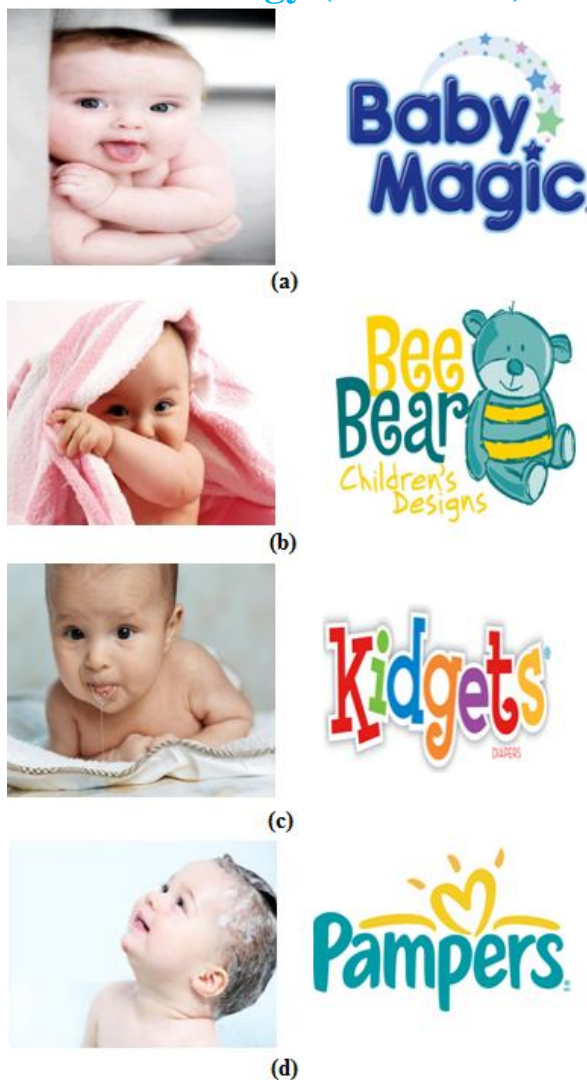 Baby
Magic
(a)
Bee
Bear
Children's
Designs
(b)
Kidgets
DIAPERS
(c)
Pampers
(d)